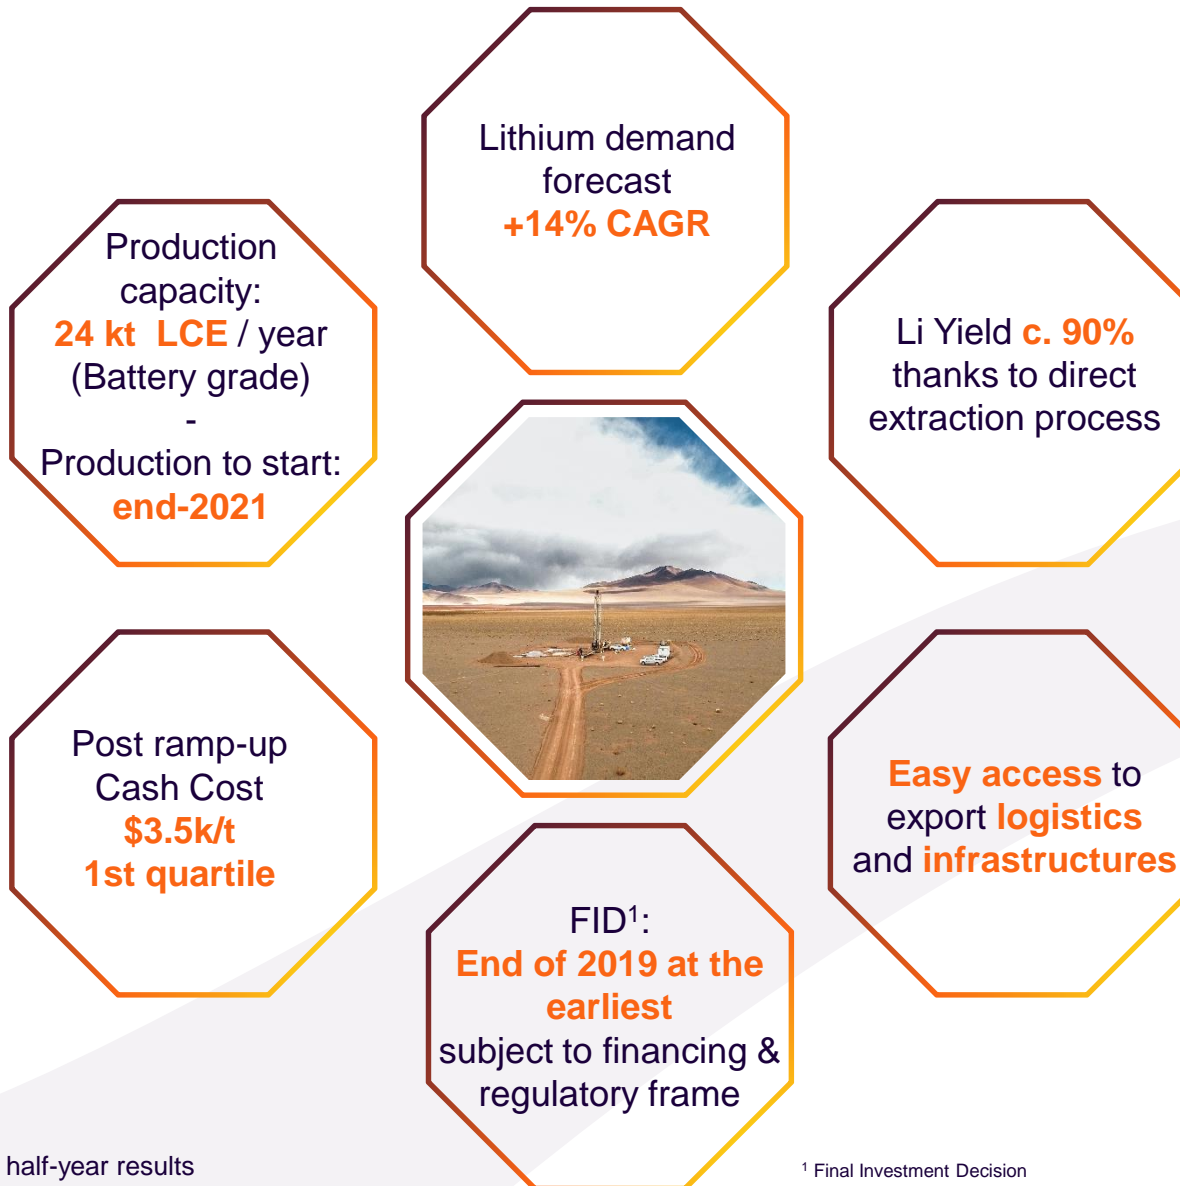 Lithium demand
forecast
+14% CAGR
Production
capacity:
24 kt LCE / year
(Battery grade)
-
Production to start:
end-2021
Li Yield c. 90%
thanks to direct
extraction process
Post ramp-up
Cash Cost
$3.5k/t
1st quartile
Easy access to
export logistics
and infrastructures
FID¹:
End of 2019 at the
earliest
subject to financing &
regulatory frame
half-year results
¹ Final Investment Decision